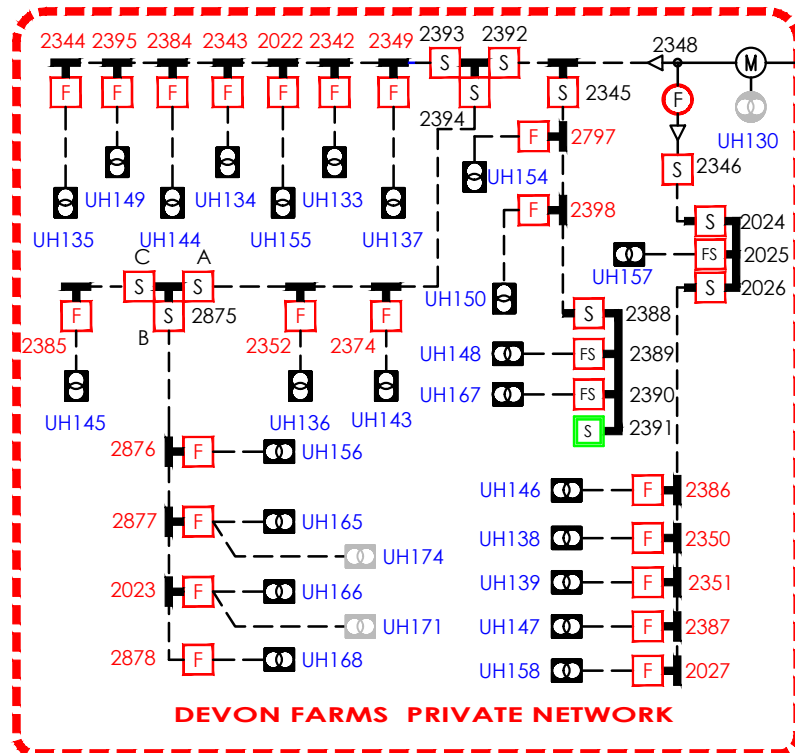 2344 2395 2384 2343 2022 2342 2349 2393 2392 2348
F F F F F F F S S M
S S F
2394 2345 UH130
F 2797
S 2346
UH149 UH134 UH133 UH154
UH135 UH144 UH155 UH137
F 2398
S 2024
FS 2025
UH157
S 2026
C A
S S
S 2875
B
UH150
F F F S 2388
2385 2352 2374
UH148 FS 2389
UH167 FS 2390
UH145 UH136 UH143
S 2391
2876 F UH156
UH146 F 2386
2877 F UH165
UH138 F 2350
UH174
2023 F UH166
UH139 F 2351
UH171
UH147 F 2387
2878 F UH168
UH158 F 2027
DEVON FARMS PRIVATE NETWORK